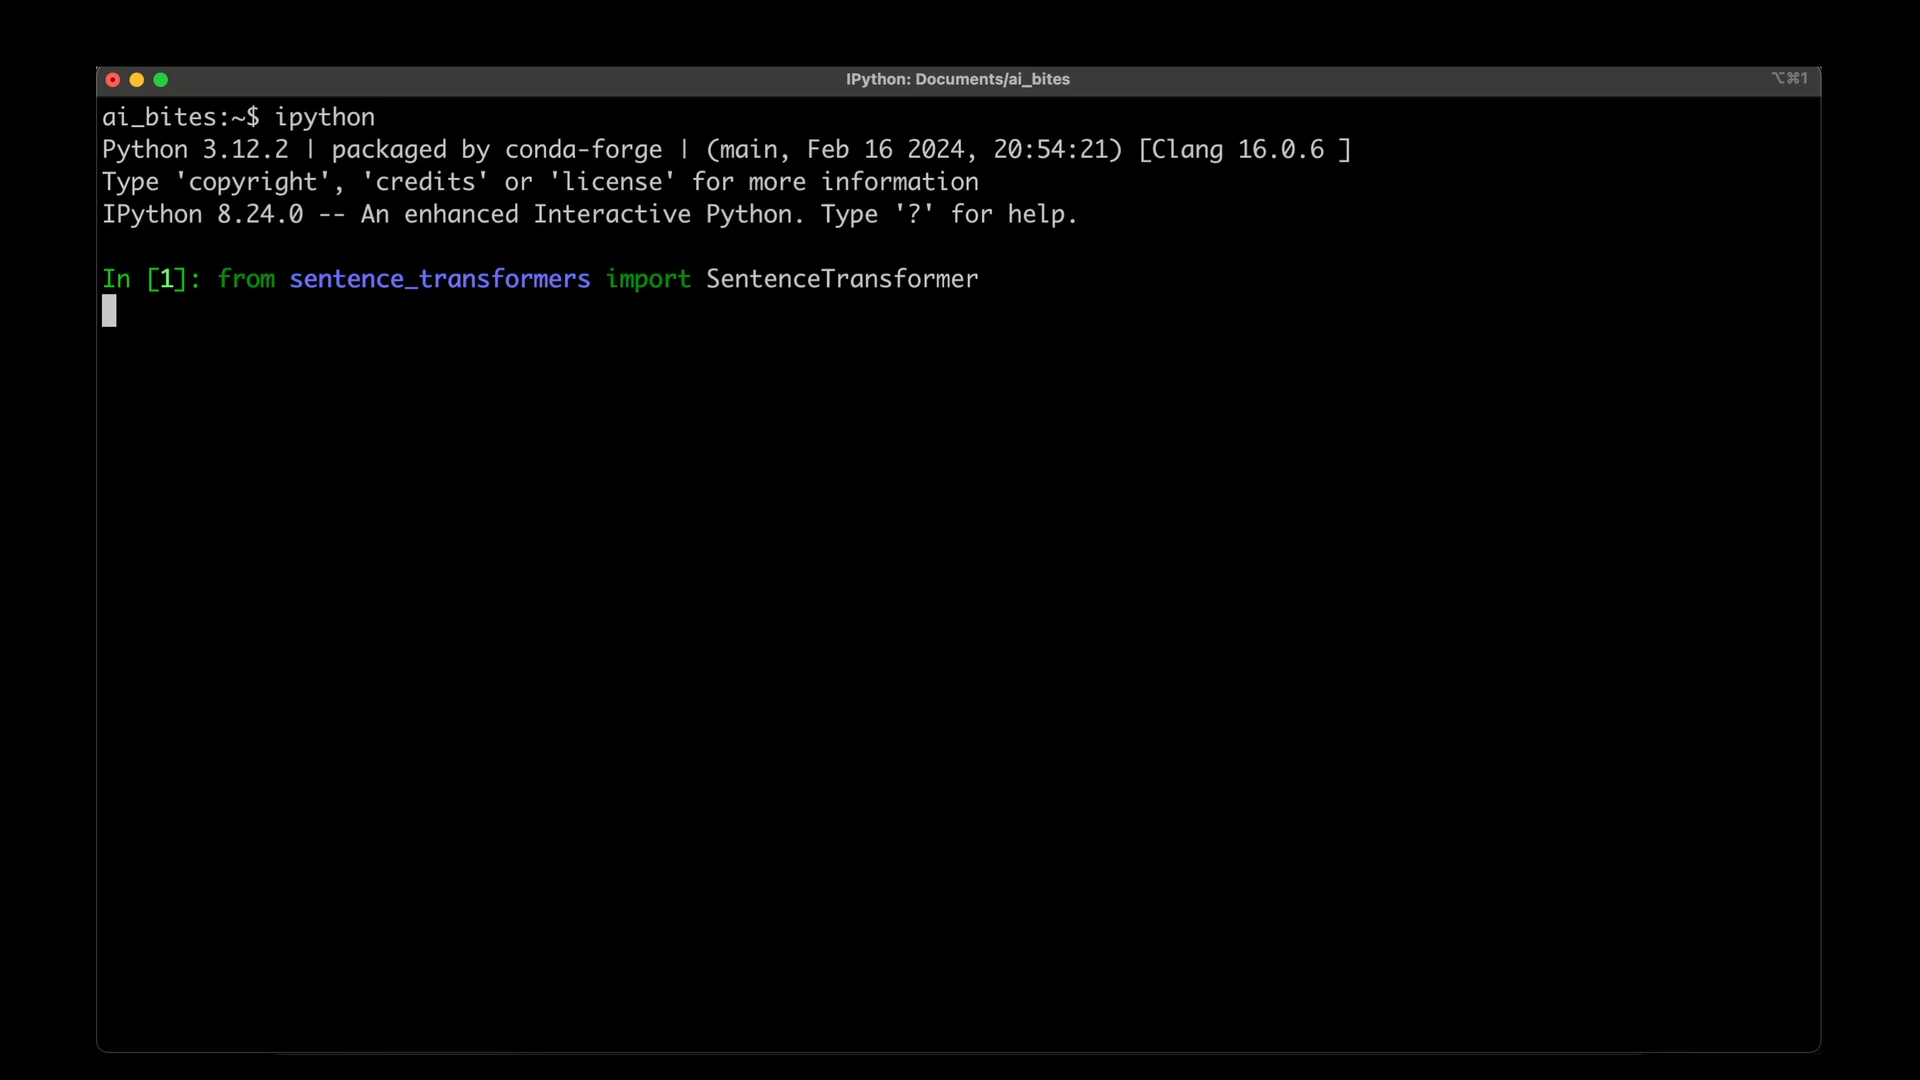 IPython: Documents/ai_bites
⌥⌘1
ai_bites:~$ ipython
Python 3.12.2 | packaged by conda-forge | (main, Feb 16 2024, 20:54:21) [Clang 16.0.6 ]
Type 'copyright', 'credits' or 'license' for more information
IPython 8.24.0 -- An enhanced Interactive Python. Type '?' for help.
In [1]: from sentence_transformers import SentenceTransformer